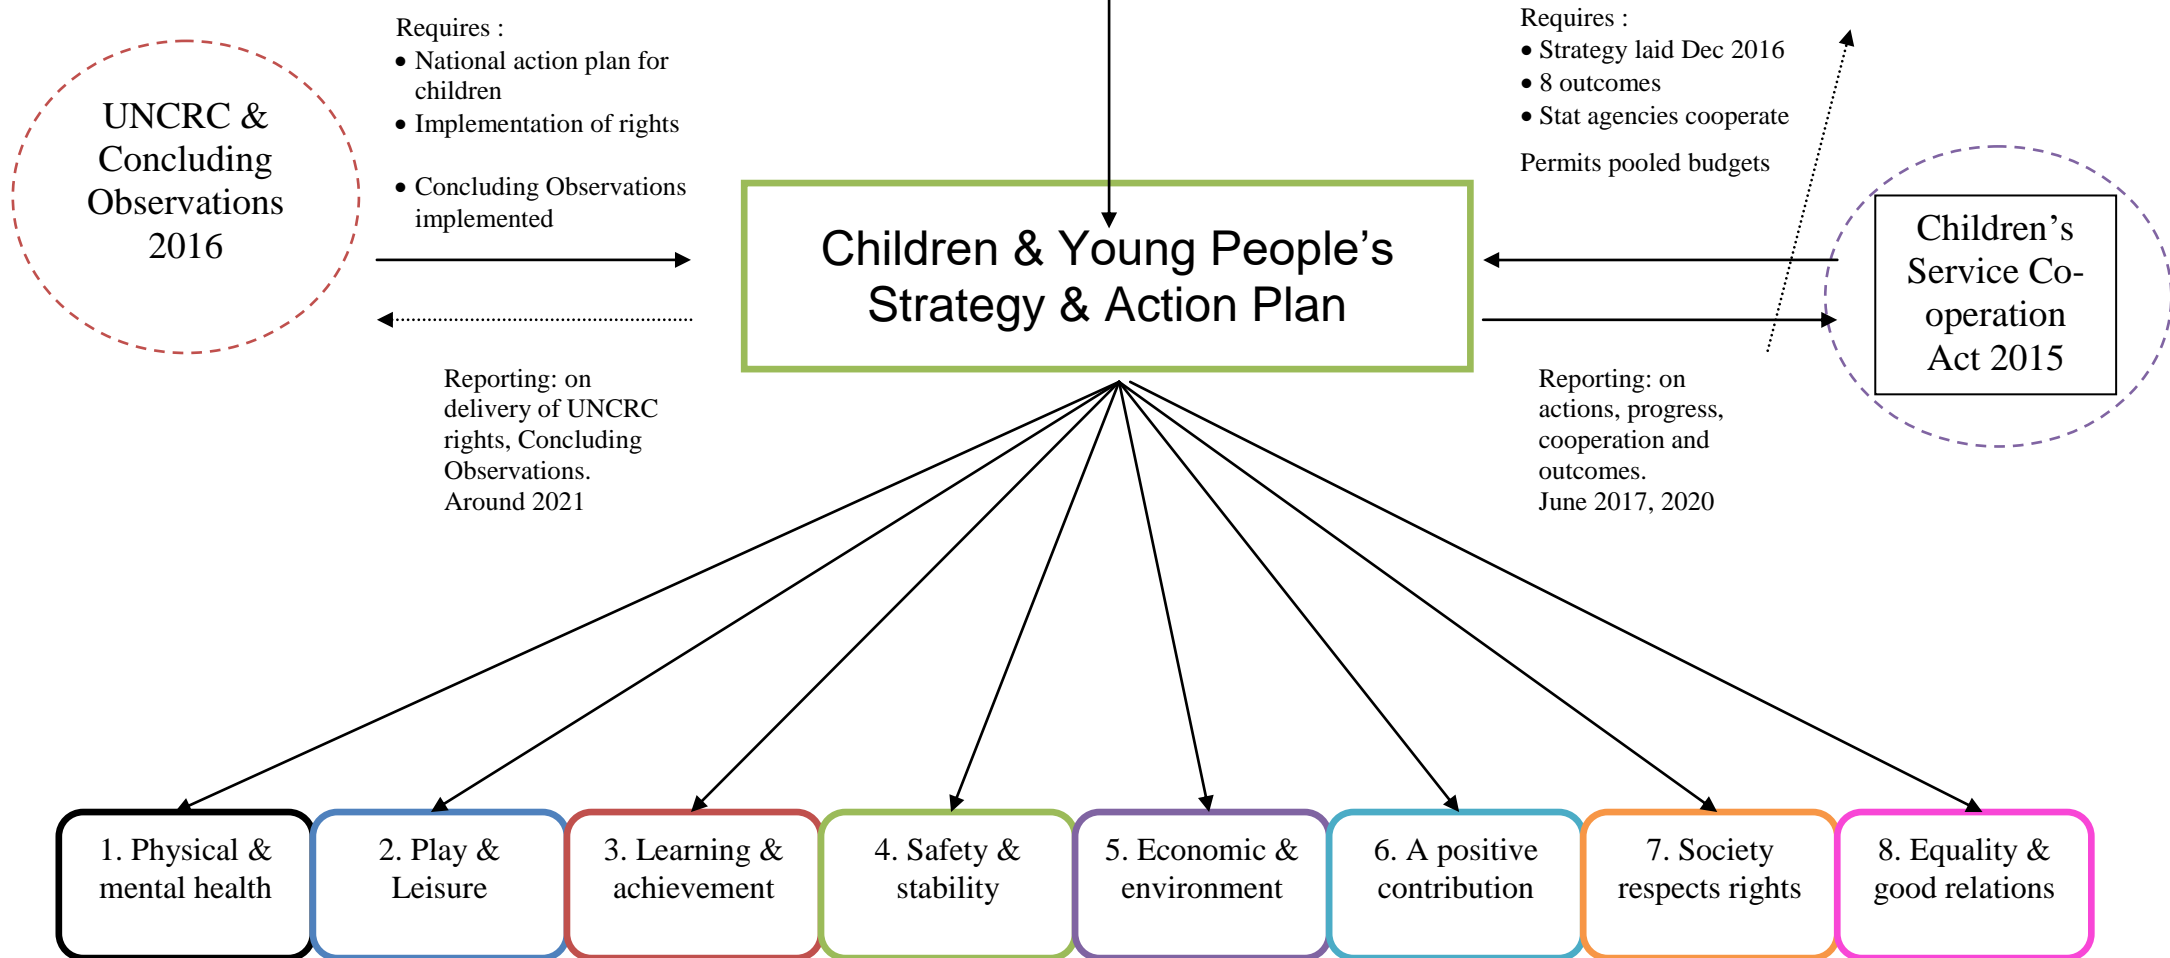 UNCRC &
Concluding
Observations
2016
Requires :
• National action plan for
children
• Implementation of rights
• Concluding Observations
implemented
Requires :
• Strategy laid Dec 2016
• 8 outcomes
• Stat agencies cooperate
Permits pooled budgets
Children & Young People’s
Strategy & Action Plan
Children’s
Service Co-
operation
Act 2015
Reporting: on
delivery of UNCRC
rights, Concluding
Observations.
Around 2021
Reporting: on
actions, progress,
cooperation and
outcomes.
June 2017, 2020
1. Physical &
mental health
2. Play &
Leisure
3. Learning &
achievement
4. Safety &
stability
5. Economic &
environment
6. A positive
contribution
7. Society
respects rights
8. Equality &
good relations